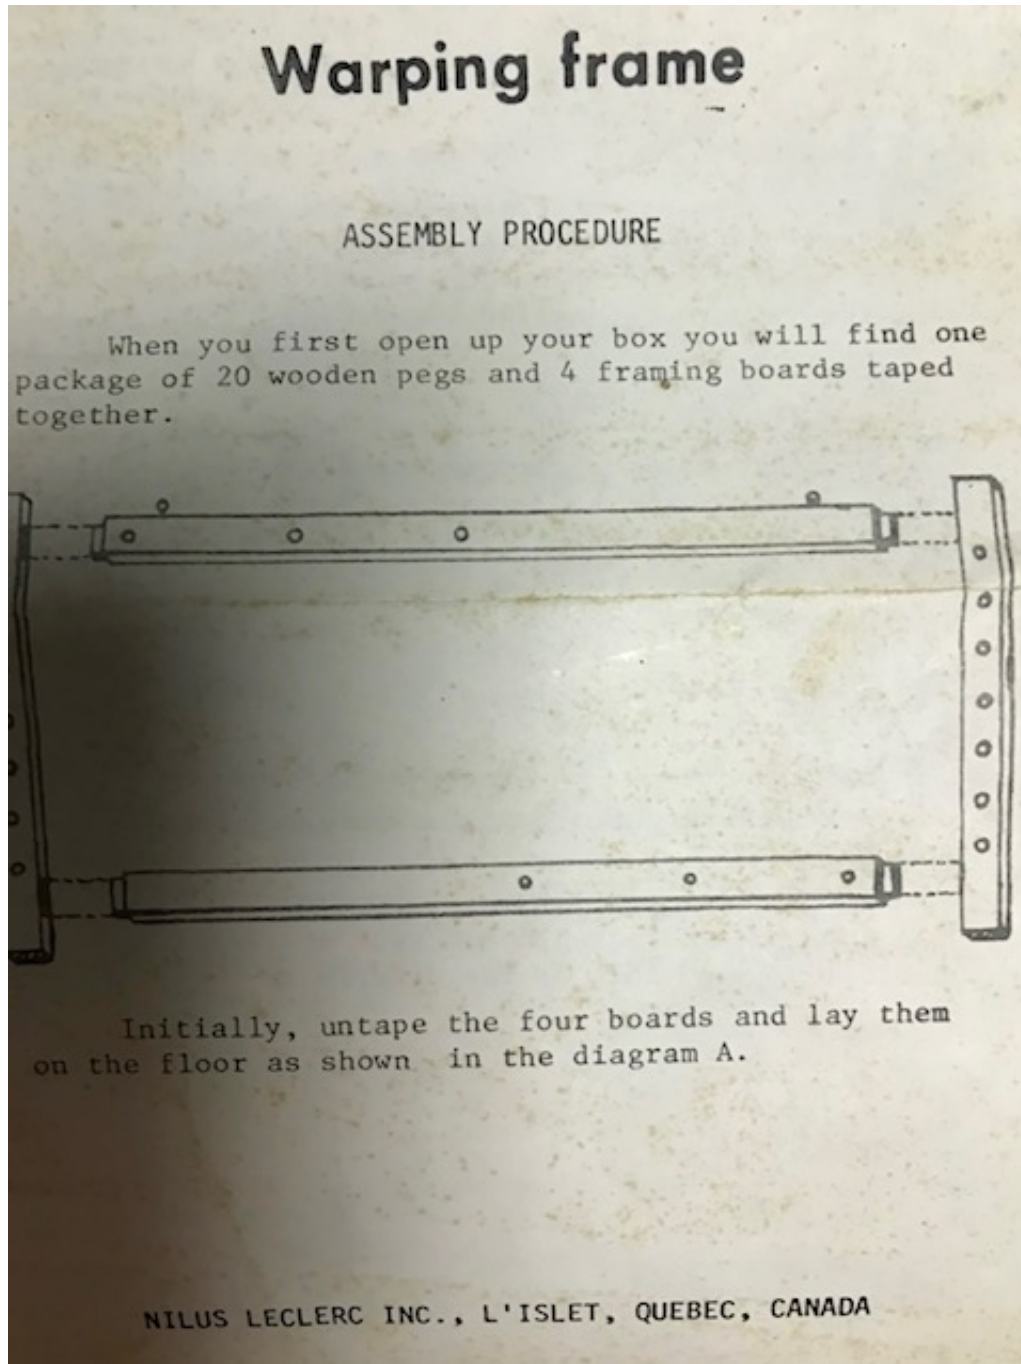 Warping frame
ASSEMBLY PROCEDURE
When you first open up your box you will find one
package of 20 wooden pegs and 4 framing boards taped
together.
Initially, untape the four boards and lay them
on the floor as shown in the diagram A.
NILUS LECLERC INC., L'ISLET, QUEBEC, CANADA